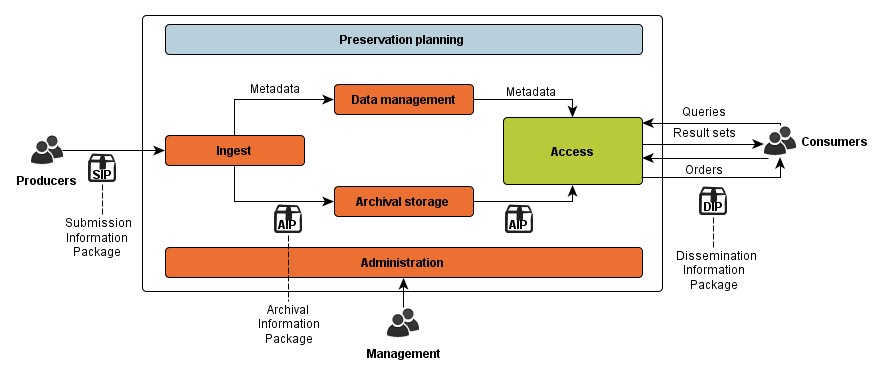 Preservation planning
Metadata
Data management
Metadata
Queries
Result sets
Consumers
Ingest
Access
Producers
SIP
Orders
Submission
Information
Package
Archival storage
AIP
AIP
DIP
Dissemination
Information
Package
Administration
Archival
Information
Package
Management